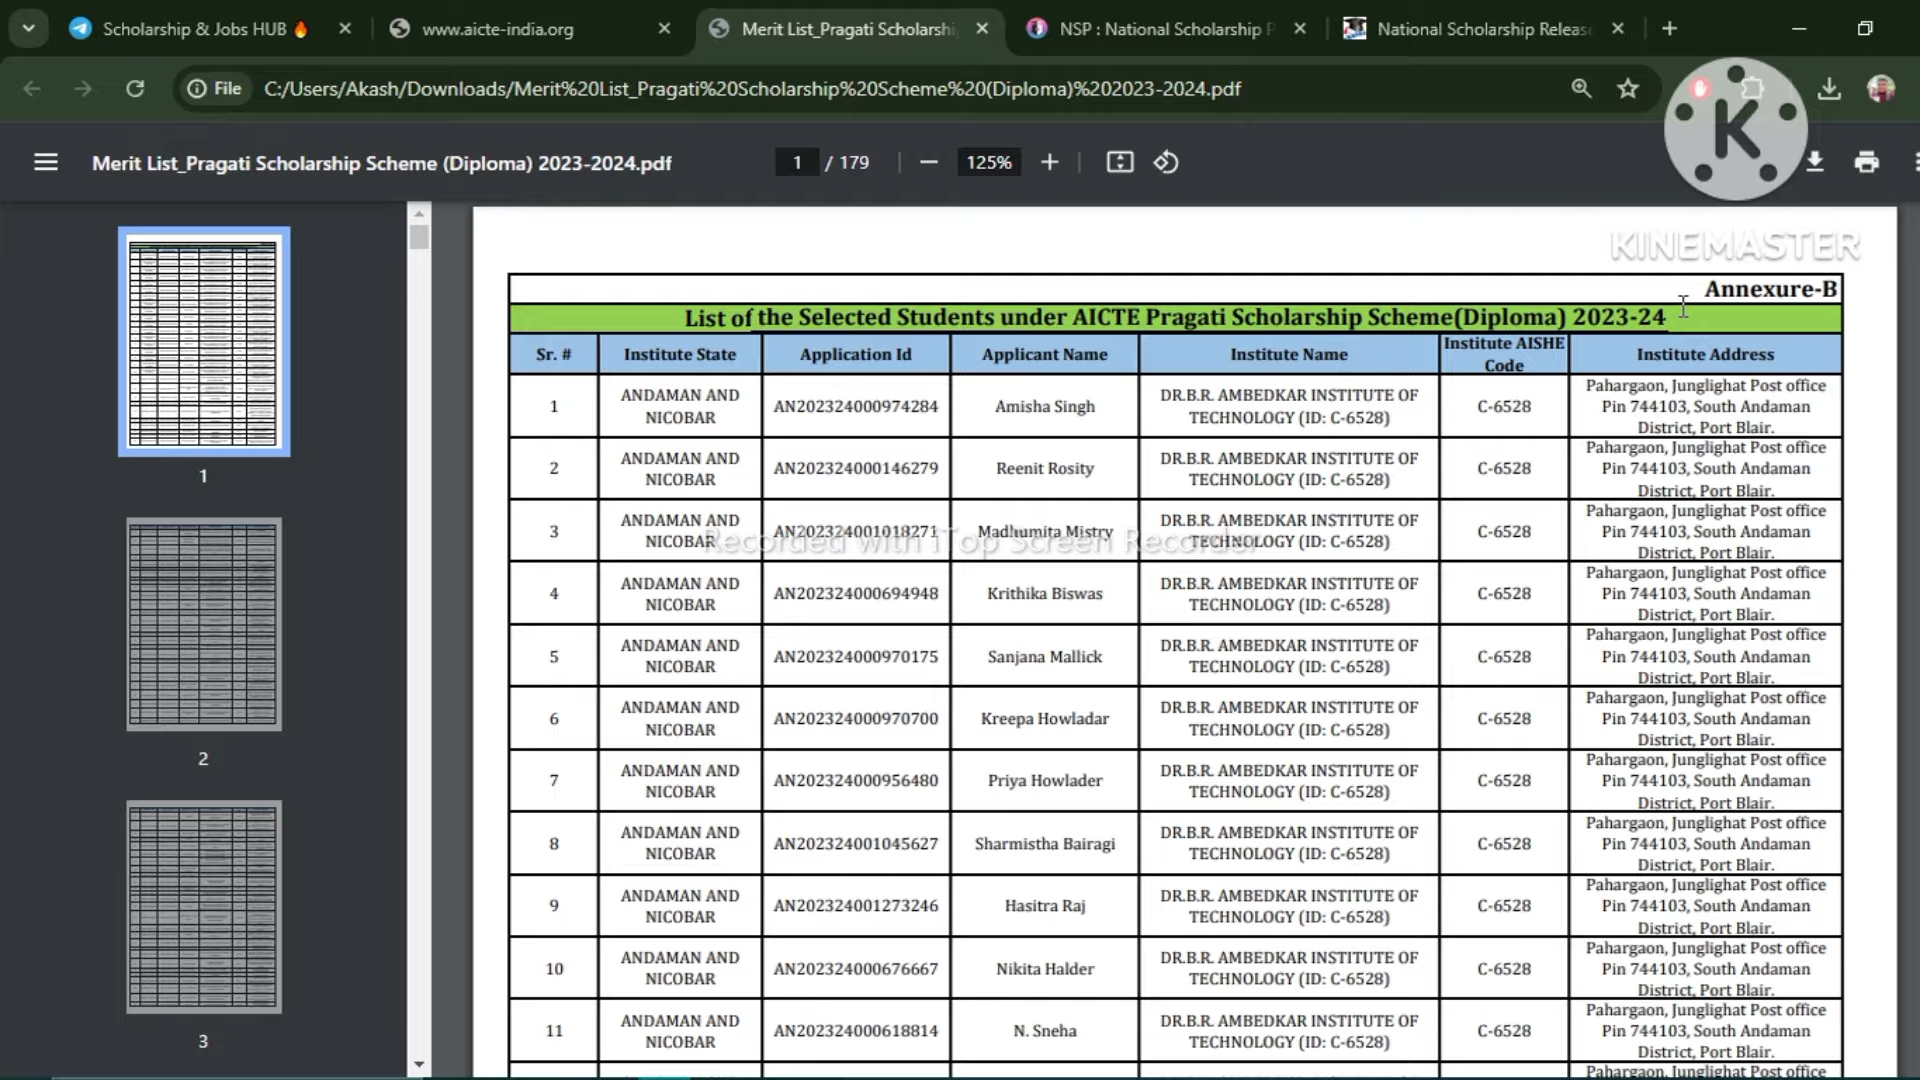 Scholarship & Jobs HUB 🔥
www.aicte-india.org
Merit List_Pragati Scholarshi
NSP : National Scholarship P
National Scholarship Releas
File
C:/Users/Akash/Downloads/Merit%20List_Pragati%20Scholarship%20Scheme%20(Diploma)%202023-2024.pdf
K
Merit List_Pragati Scholarship Scheme (Diploma) 2023-2024.pdf
1 / 179
125%
KINEMASTER
1
2
3
Annexure-B
List of the Selected Students under AICTE Pragati Scholarship Scheme(Diploma) 2023-24
Sr. # Institute State Application Id Applicant Name Institute Name Institute AISHE Code Institute Address
1 ANDAMAN AND NICOBAR AN202324000974284 Amisha Singh DR.B.R. AMBEDKAR INSTITUTE OF TECHNOLOGY (ID: C-6528) C-6528 Pahargaon, Junglighat Post office Pin 744103, South Andaman District, Port Blair.
2 ANDAMAN AND NICOBAR AN202324000146279 Reenit Rosity DR.B.R. AMBEDKAR INSTITUTE OF TECHNOLOGY (ID: C-6528) C-6528 Pahargaon, Junglighat Post office Pin 744103, South Andaman District, Port Blair.
3 ANDAMAN AND NICOBAR AN202324001018271 Madhumita Mistry DR.B.R. AMBEDKAR INSTITUTE OF TECHNOLOGY (ID: C-6528) C-6528 Pahargaon, Junglighat Post office Pin 744103, South Andaman District, Port Blair.
Recorded with iTop Screen Recorder
4 ANDAMAN AND NICOBAR AN202324000694948 Krithika Biswas DR.B.R. AMBEDKAR INSTITUTE OF TECHNOLOGY (ID: C-6528) C-6528 Pahargaon, Junglighat Post office Pin 744103, South Andaman District, Port Blair.
5 ANDAMAN AND NICOBAR AN202324000970175 Sanjana Mallick DR.B.R. AMBEDKAR INSTITUTE OF TECHNOLOGY (ID: C-6528) C-6528 Pahargaon, Junglighat Post office Pin 744103, South Andaman District, Port Blair.
6 ANDAMAN AND NICOBAR AN202324000970700 Kreepa Howladar DR.B.R. AMBEDKAR INSTITUTE OF TECHNOLOGY (ID: C-6528) C-6528 Pahargaon, Junglighat Post office Pin 744103, South Andaman District, Port Blair.
7 ANDAMAN AND NICOBAR AN202324000956480 Priya Howlader DR.B.R. AMBEDKAR INSTITUTE OF TECHNOLOGY (ID: C-6528) C-6528 Pahargaon, Junglighat Post office Pin 744103, South Andaman District, Port Blair.
8 ANDAMAN AND NICOBAR AN202324001045627 Sharmistha Bairagi DR.B.R. AMBEDKAR INSTITUTE OF TECHNOLOGY (ID: C-6528) C-6528 Pahargaon, Junglighat Post office Pin 744103, South Andaman District, Port Blair.
9 ANDAMAN AND NICOBAR AN202324001273246 Hasitra Raj DR.B.R. AMBEDKAR INSTITUTE OF TECHNOLOGY (ID: C-6528) C-6528 Pahargaon, Junglighat Post office Pin 744103, South Andaman District, Port Blair.
10 ANDAMAN AND NICOBAR AN202324000676667 Nikita Halder DR.B.R. AMBEDKAR INSTITUTE OF TECHNOLOGY (ID: C-6528) C-6528 Pahargaon, Junglighat Post office Pin 744103, South Andaman District, Port Blair.
11 ANDAMAN AND NICOBAR AN202324000618814 N. Sneha DR.B.R. AMBEDKAR INSTITUTE OF TECHNOLOGY (ID: C-6528) C-6528 Pahargaon, Junglighat Post office Pin 744103, South Andaman District, Port Blair.
Pahargaon, Junglighat Post office